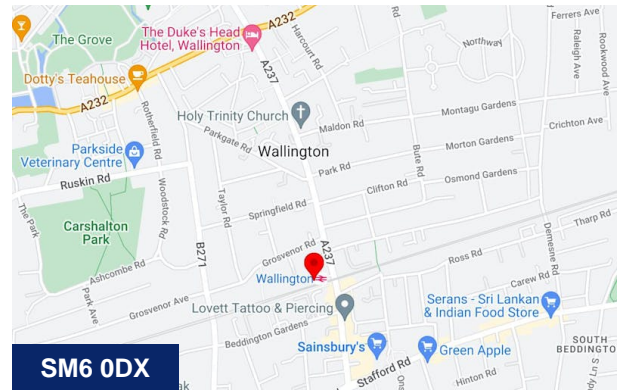 The Grove
The Duke's Head
Hotel, Wallington
A232
Ferrers Ave
Harcourt Rd
A237
Northway
Raleigh Ave
Rookwood Ave
Dotty's Teahouse
A232
Holy Trinity Church
Maldon Rd
Montagu Gardens
Crichton Ave
Rotherfield Rd
Parkgate Rd
Wallington
Morton Gardens
Parkside
Veterinary Centre
Park Rd
Bute Rd
Osmond Gardens
Ruskin Rd
Woodstock Rd
Taylor Rd
Clifton Rd
The Park
Carshalton
Park
Springfield Rd
Tharp Rd
B271
Grosvenor Rd
A237
Demesne Rd
Ashcombe Rd
Wallington
Ross Rd
Park Ave
Grosvenor Ave
Carew Rd
Lovett Tattoo & Piercing
Serans - Sri Lankan
& Indian Food Store
Beddington Gardens
Sainsbury's
Green Apple
SOUTH
BEDDINGTO
Stafford Rd
Hinton Rd
SM6 0DX